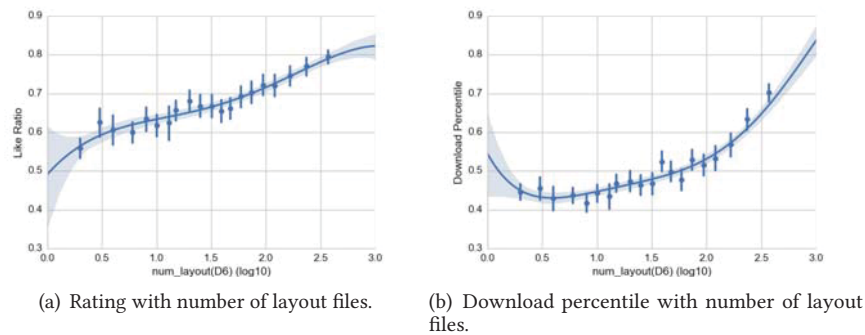 0.9
0.8
0.7
0.6
0.5
0.4
0.3
Like Ratio
0.0 0.5 1.0 1.5 2.0 2.5 3.0
num_layout(D6) (log10)
(a) Rating with number of layout files.
0.9
0.8
0.7
0.6
0.5
0.4
0.3
Download Percentile
0.0 0.5 1.0 1.5 2.0 2.5 3.0
num_layout(D6) (log10)
(b) Download percentile with number of layout
files.